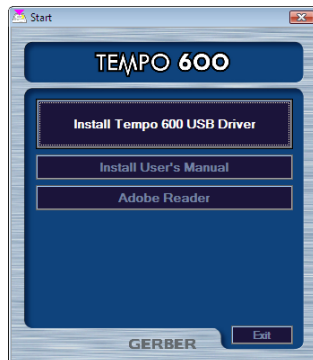 Start
TEMPO 600
Install Tempo 600 USB Driver
Install User's Manual
Adobe Reader
Exit
GERBER